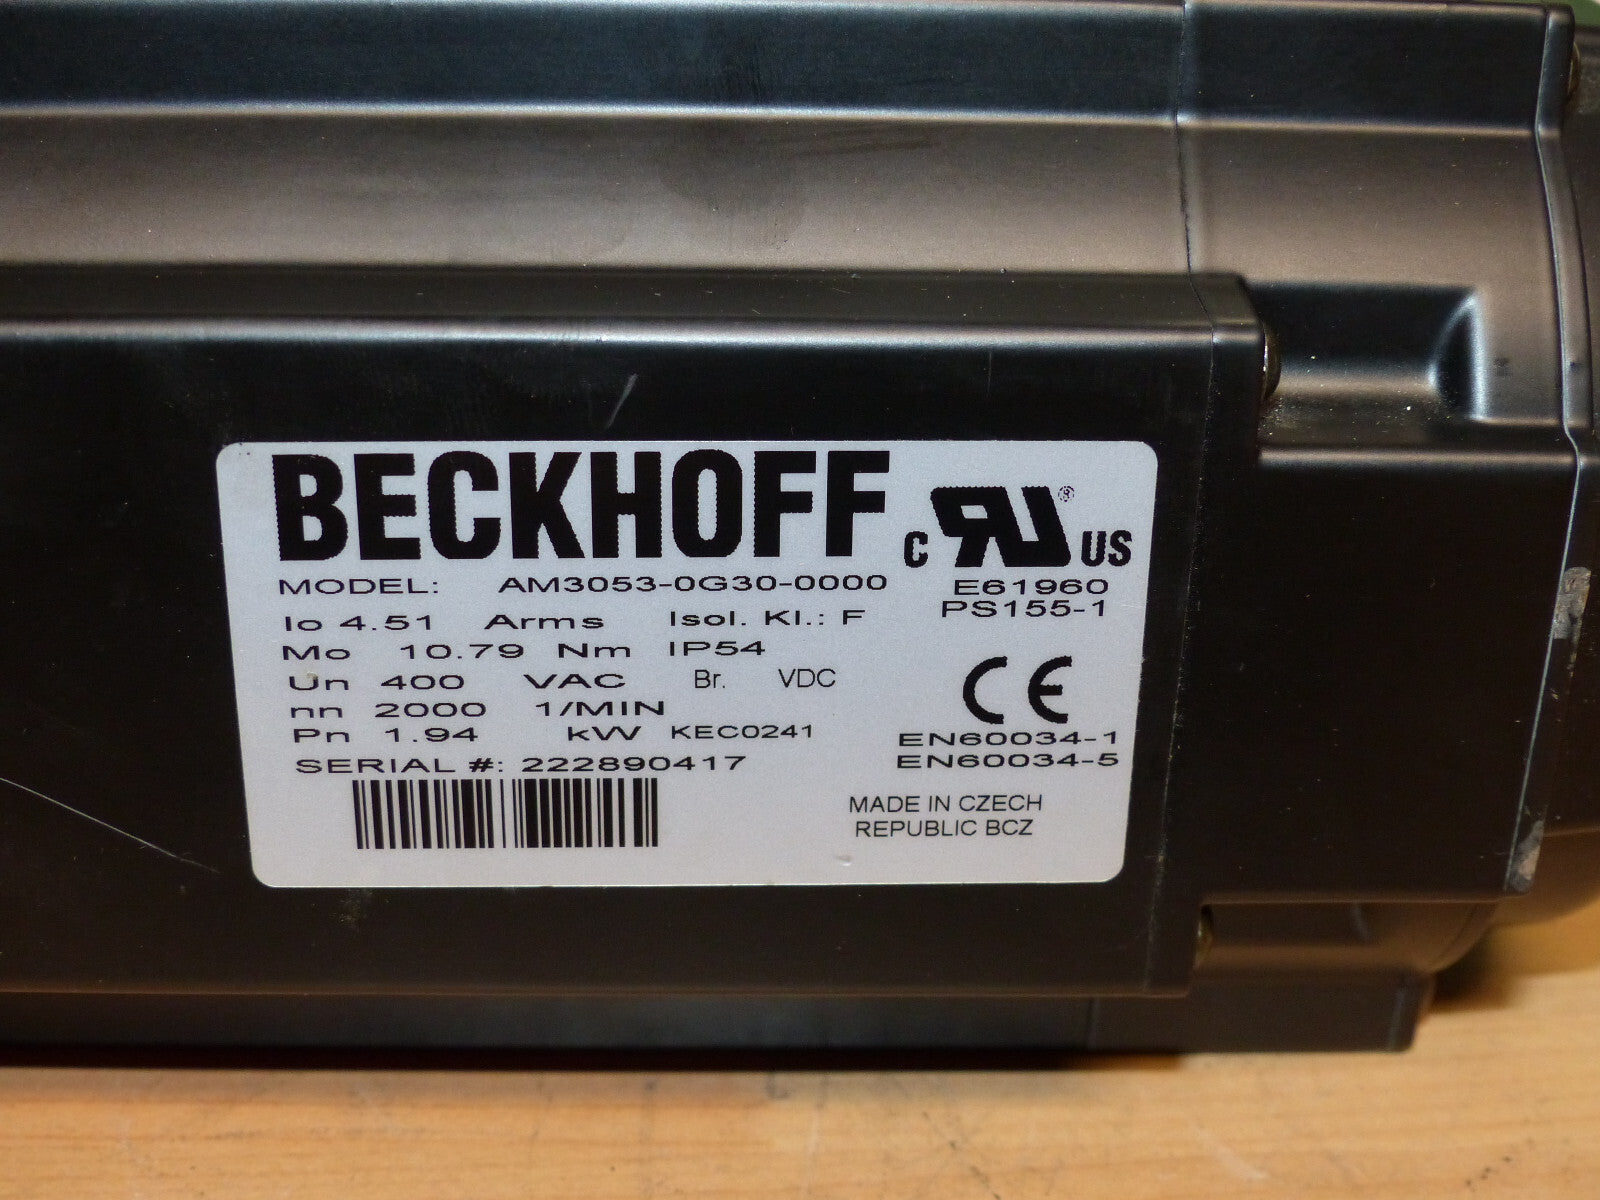 BECKHOFF
C RU ® US
MODEL: AM3053-0G30-0000
E61960
PS155-1
Io 4.51 Arms Isol. Kl.: F
Mo 10.79 Nm IP54
Un 400 VAC Br. VDC
CE
nn 2000 1/MIN
Pn 1.94 kW KEC0241
EN60034-1
EN60034-5
SERIAL #: 222890417
MADE IN CZECH
REPUBLIC BCZ